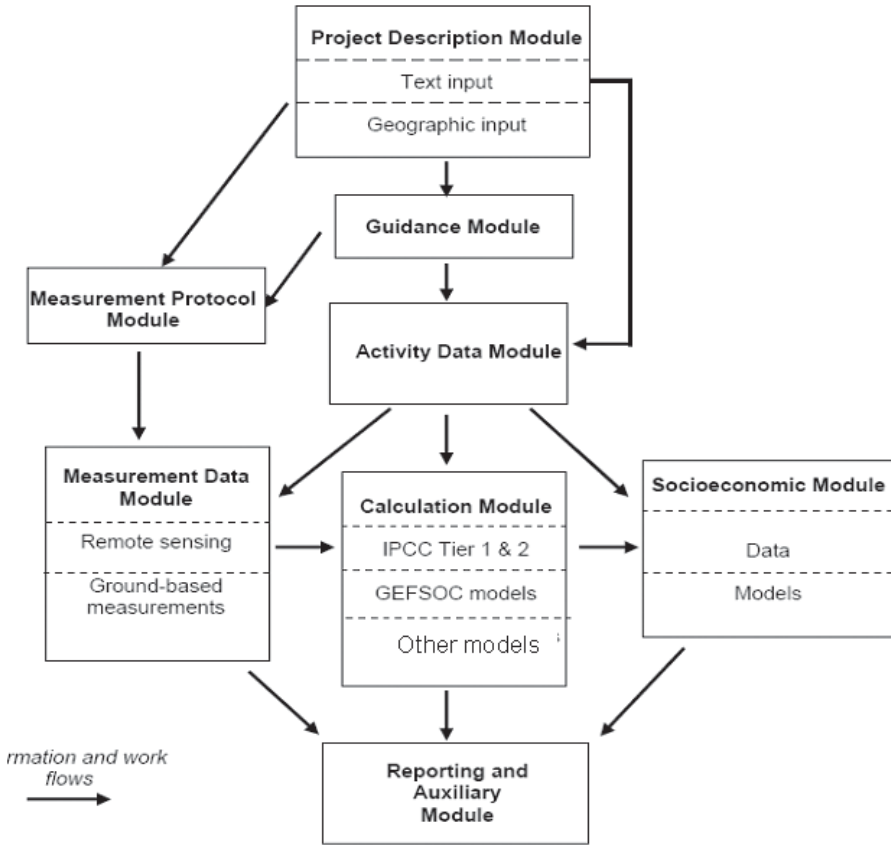 Project Description Module
Text input
Geographic input
Guidance Module
Measurement Protocol
Module
Activity Data Module
Measurement Data
Module
Remote sensing
Ground-based
measurements
Calculation Module
IPCC Tier 1 & 2
GEFSOC models
Other models
Socioeconomic Module
Data
Models
rmation and work
flows
Reporting and
Auxiliary
Module